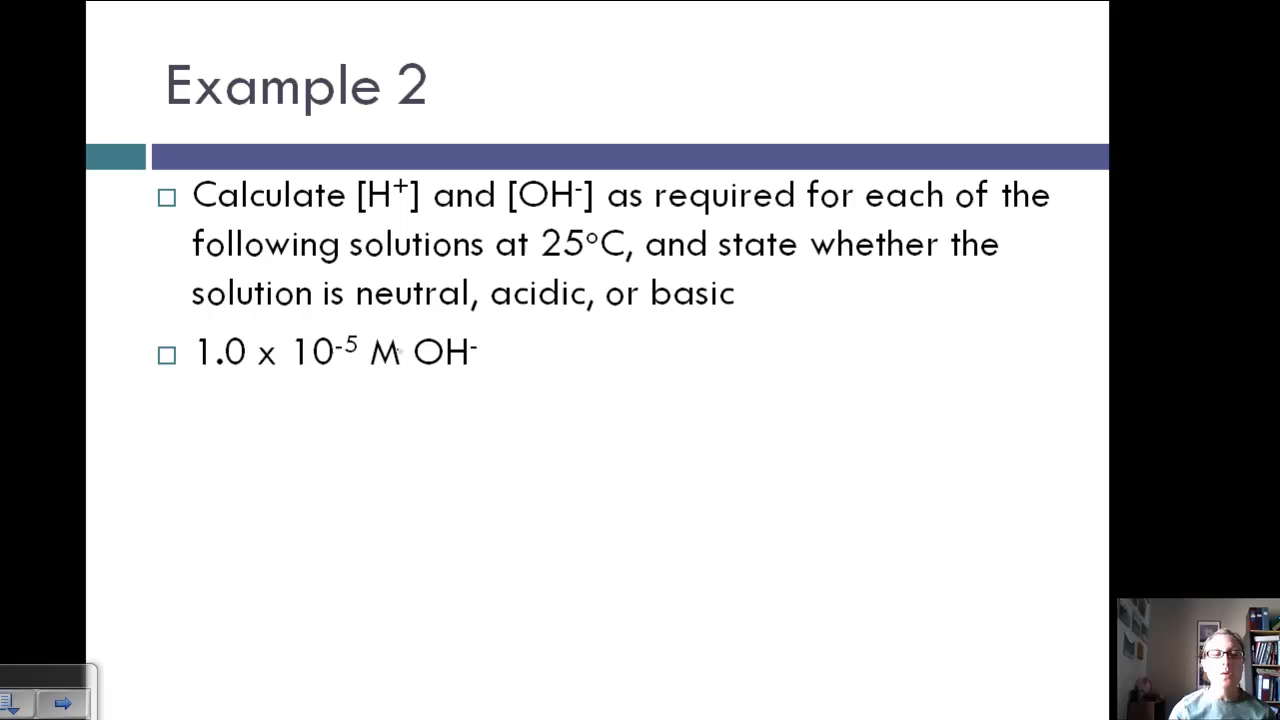 Example 2
Calculate [H⁺] and [OH⁻] as required for each of the
following solutions at 25°C, and state whether the
solution is neutral, acidic, or basic
1.0 x 10⁻⁵ M OH⁻